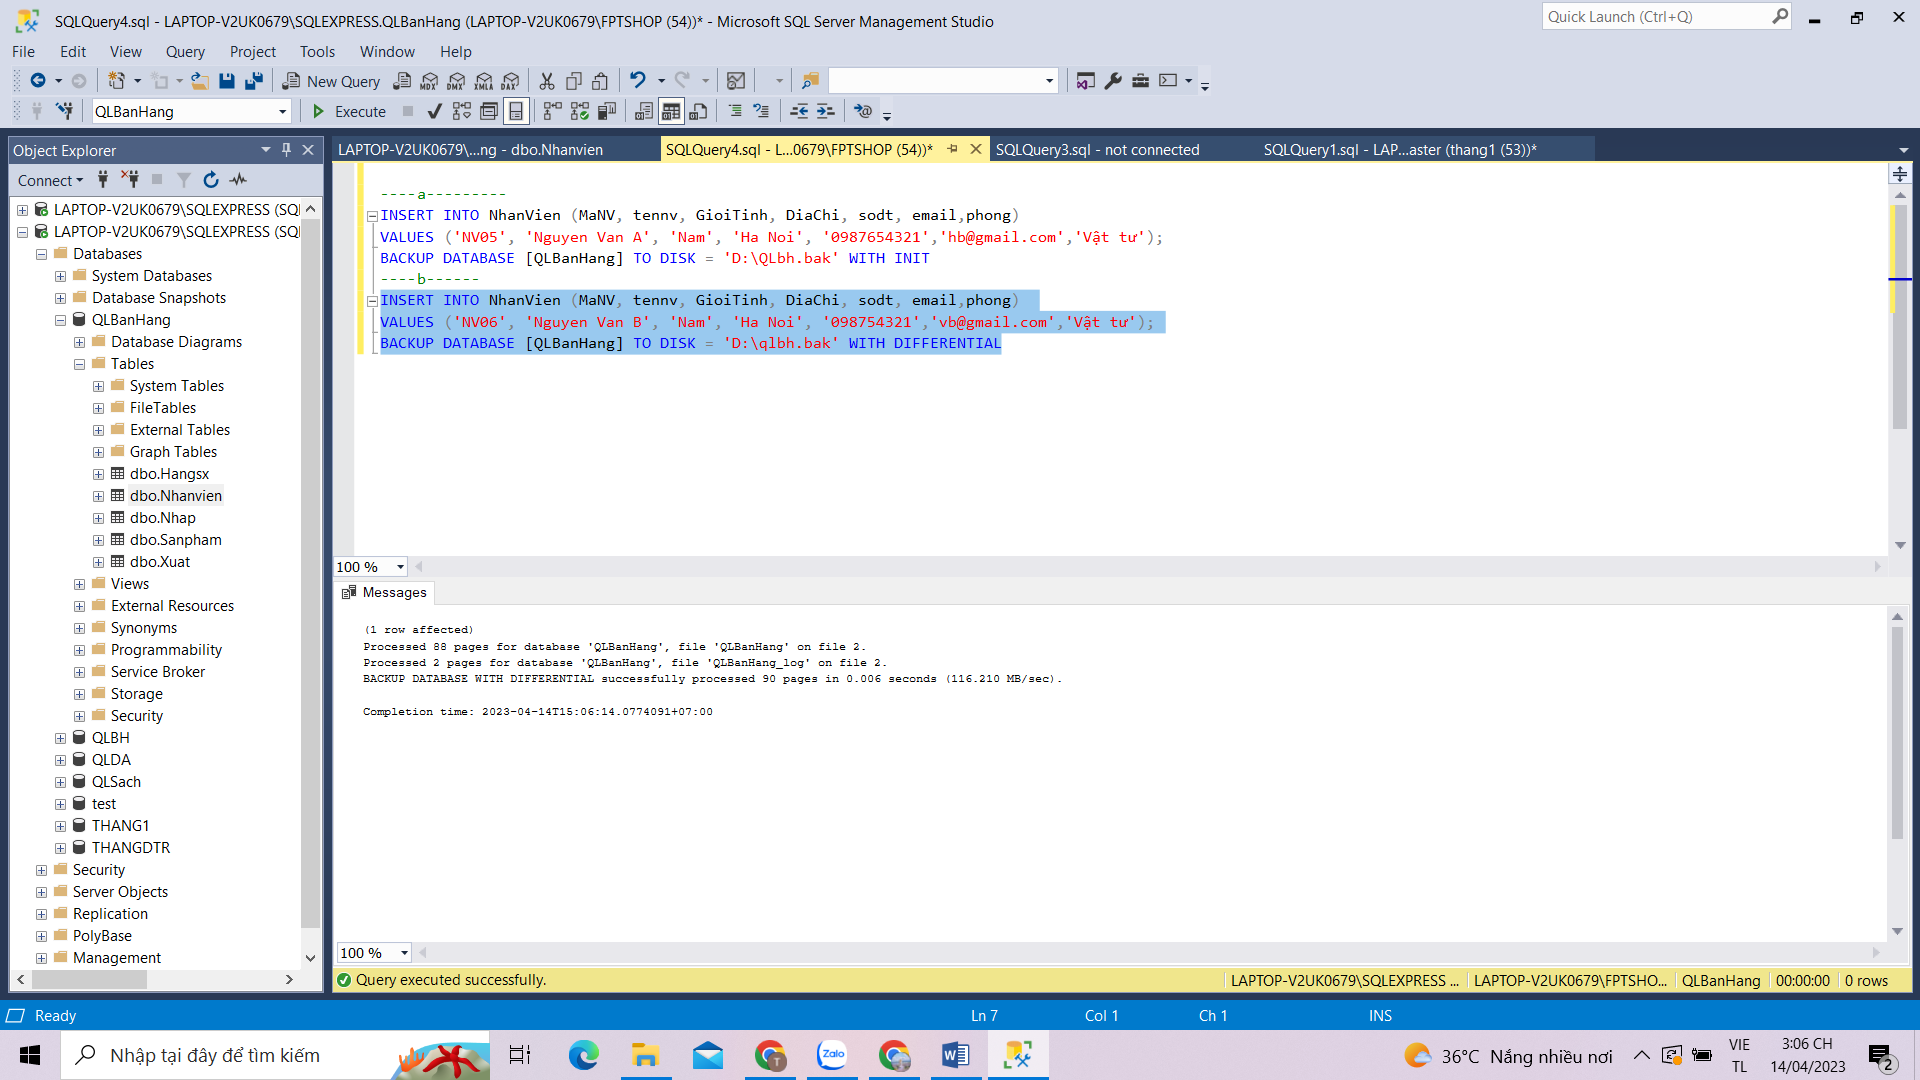 SQLQuery4.sql - LAPTOP-V2UK0679\SQLEXPRESS.QLBanHang (LAPTOP-V2UK0679\FPTSHOP (54))* - Microsoft SQL Server Management Studio
Quick Launch (Ctrl+Q)
File Edit View Query Project Tools Window Help
New Query MDX DMX XMLA DAX
QLBanHang Execute
Object Explorer
LAPTOP-V2UK0679\...ng - dbo.Nhanvien SQLQuery4.sql - L...0679\FPTSHOP (54))* SQLQuery3.sql - not connected SQLQuery1.sql - LAP...aster (thang1 (53))*
Connect
LAPTOP-V2UK0679\SQLEXPRESS (SQ
LAPTOP-V2UK0679\SQLEXPRESS (SQ
Databases
System Databases
Database Snapshots
QLBanHang
Database Diagrams
Tables
System Tables
FileTables
External Tables
Graph Tables
dbo.Hangsx
dbo.Nhanvien
dbo.Nhap
dbo.Sanpham
dbo.Xuat
Views
External Resources
Synonyms
Programmability
Service Broker
Storage
Security
QLBH
QLDA
QLSach
test
THANG1
THANGDTR
Security
Server Objects
Replication
PolyBase
Management
----a---------
INSERT INTO NhanVien (MaNV, tennv, GioiTinh, DiaChi, sodt, email,phong)
VALUES ('NV05', 'Nguyen Van A', 'Nam', 'Ha Noi', '0987654321','hb@gmail.com','Vật tư');
BACKUP DATABASE [QLBanHang] TO DISK = 'D:\QLbh.bak' WITH INIT
----b------
INSERT INTO NhanVien (MaNV, tennv, GioiTinh, DiaChi, sodt, email,phong)
VALUES ('NV06', 'Nguyen Van B', 'Nam', 'Ha Noi', '098754321','vb@gmail.com','Vật tư');
BACKUP DATABASE [QLBanHang] TO DISK = 'D:\qlbh.bak' WITH DIFFERENTIAL
100 %
Messages
(1 row affected)
Processed 88 pages for database 'QLBanHang', file 'QLBanHang' on file 2.
Processed 2 pages for database 'QLBanHang', file 'QLBanHang_log' on file 2.
BACKUP DATABASE WITH DIFFERENTIAL successfully processed 90 pages in 0.006 seconds (116.210 MB/sec).
Completion time: 2023-04-14T15:06:14.0774091+07:00
100 %
Query executed successfully. LAPTOP-V2UK0679\SQLEXPRESS ... LAPTOP-V2UK0679\FPTSHO... QLBanHang 00:00:00 0 rows
Ready Ln 7 Col 1 Ch 1 INS
Nhập tại đây để tìm kiếm
T
Zalo
36°C Nắng nhiều nơi
VIE
TL
3:06 CH
14/04/2023
2